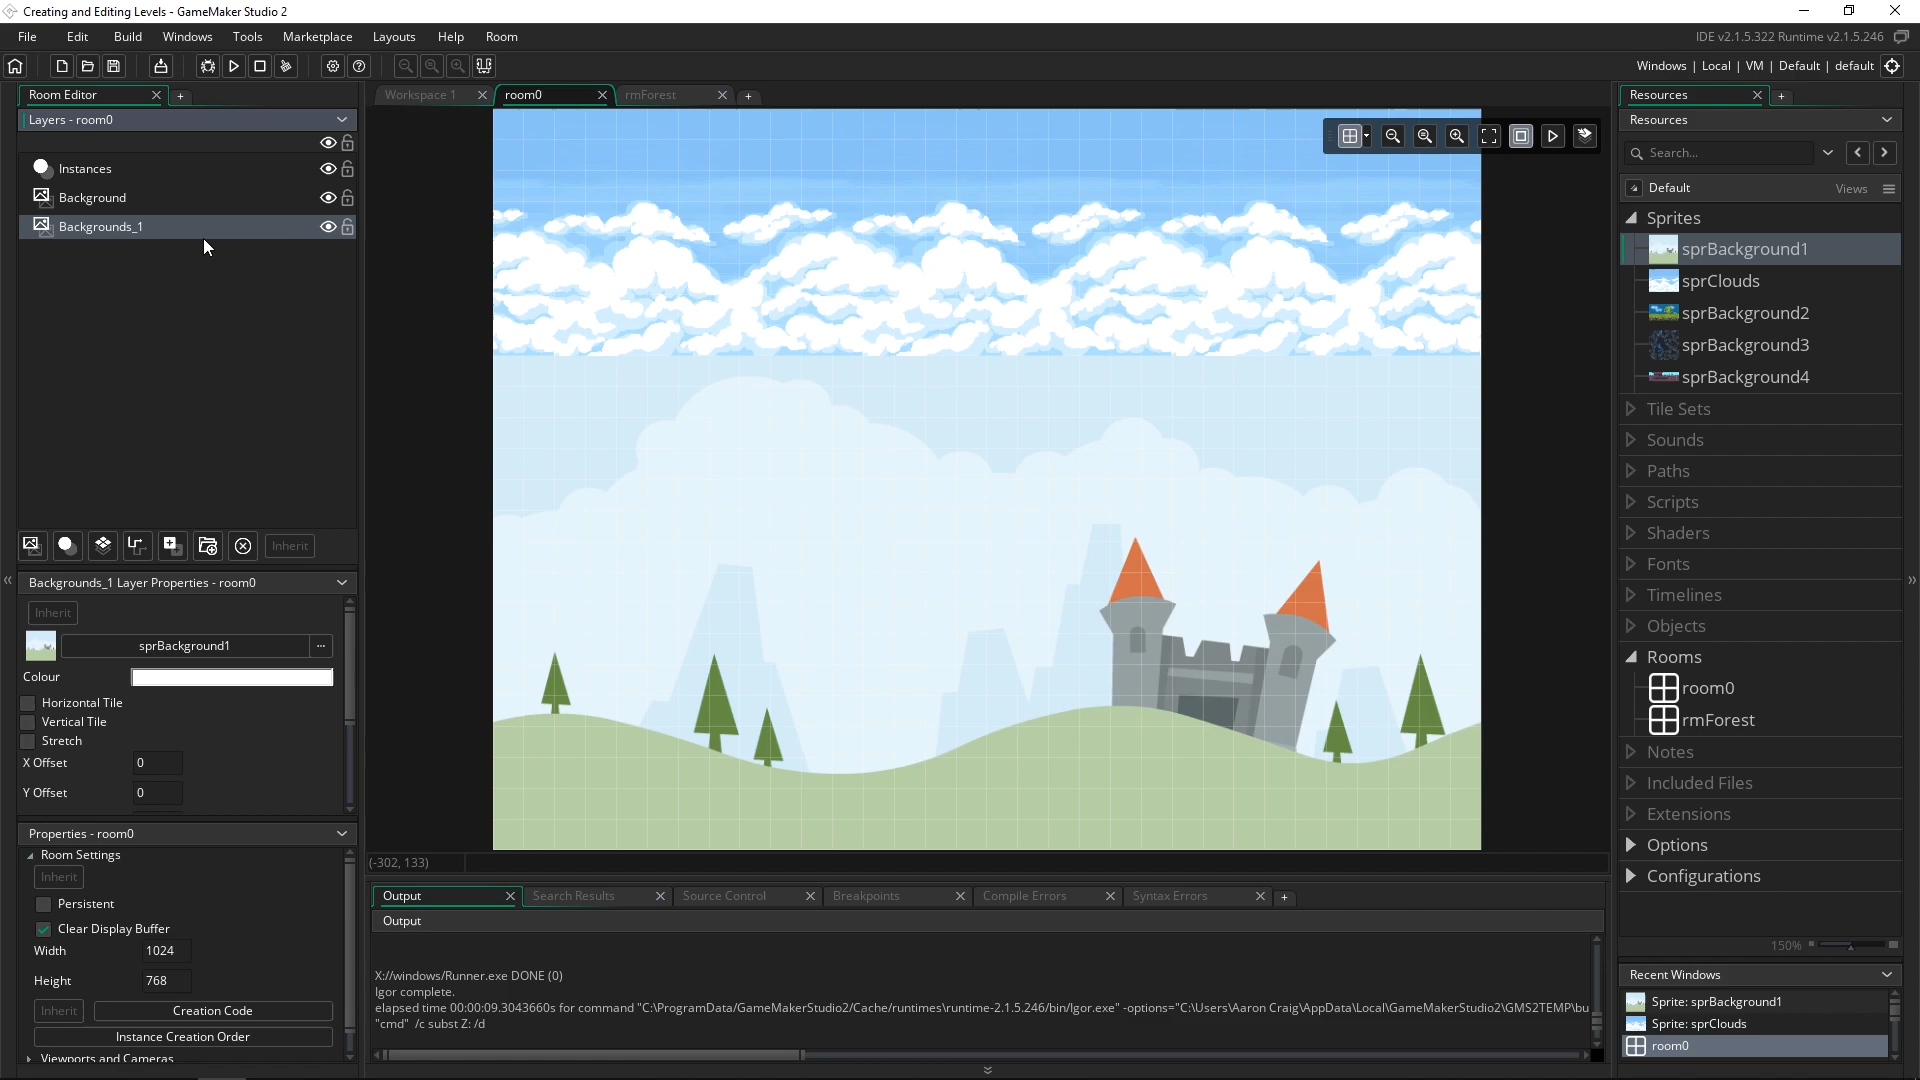 Creating and Editing Levels - GameMaker Studio 2
File Edit Build Windows Tools Marketplace Layouts Help Room
IDE v2.1.5.322 Runtime v2.1.5.246
Windows | Local | VM | Default | default
Room Editor
Layers - room0
Instances
Background
Backgrounds_1
Inherit
Backgrounds_1 Layer Properties - room0
Inherit
sprBackground1
...
Colour
Horizontal Tile
Vertical Tile
Stretch
X Offset 0
Y Offset 0
Properties - room0
Room Settings
Inherit
Persistent
Clear Display Buffer
Width 1024
Height 768
Inherit Creation Code
Instance Creation Order
Viewports and Cameras
Workspace 1 room0 rmForest
(-302, 133)
Output Search Results Source Control Breakpoints Compile Errors Syntax Errors
Output
X://windows/Runner.exe DONE (0)
Igor complete.
elapsed time 00:00:09.3043660s for command "C:\ProgramData/GameMakerStudio2/Cache/runtimes\runtime-2.1.5.246/bin/Igor.exe" -options="C:\Users\Aaron Craig\AppData\Local\GameMakerStudio2\GMS2TEMP\bu
"cmd" /c subst Z: /d
Resources
Resources
Search...
Default Views
Sprites
sprBackground1
sprClouds
sprBackground2
sprBackground3
sprBackground4
Tile Sets
Sounds
Paths
Scripts
Shaders
Fonts
Timelines
Objects
Rooms
room0
rmForest
Notes
Included Files
Extensions
Options
Configurations
150%
Recent Windows
Sprite: sprBackground1
Sprite: sprClouds
room0